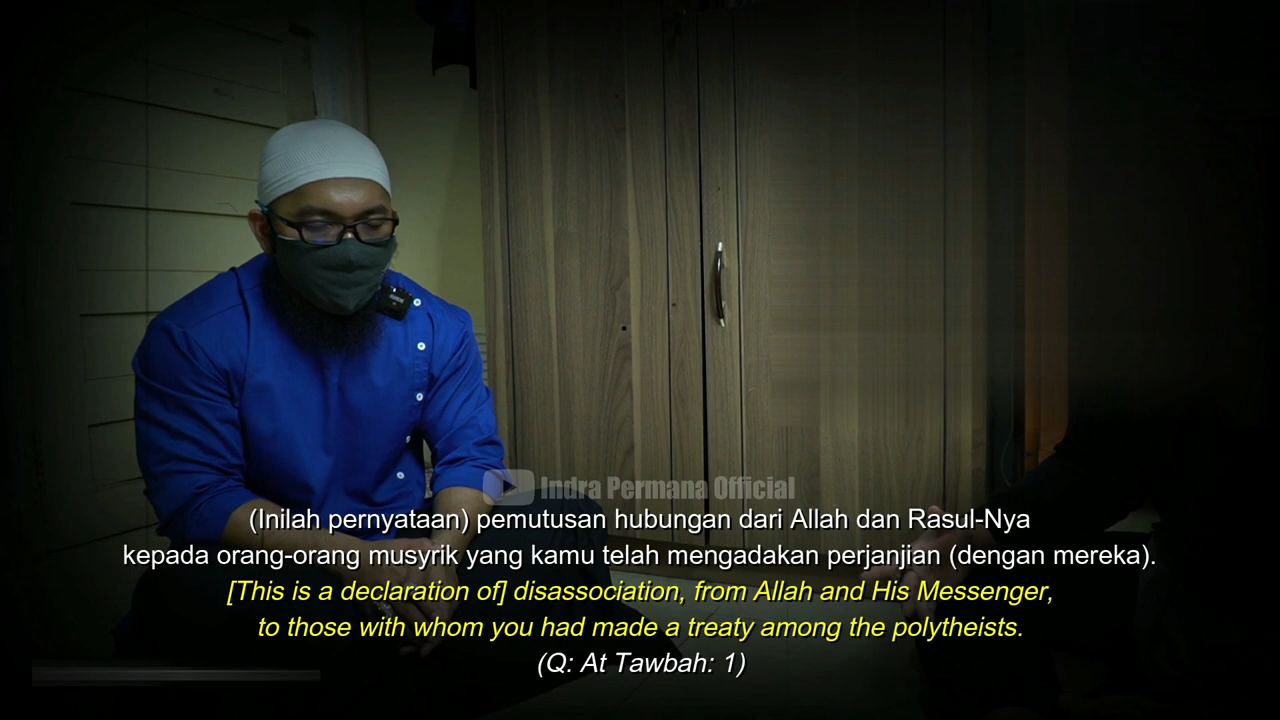 Indra Permana Official
(Inilah pernyataan) pemutusan hubungan dari Allah dan Rasul-Nya
kepada orang-orang musyrik yang kamu telah mengadakan perjanjian (dengan mereka).
[This is a declaration of] disassociation, from Allah and His Messenger,
to those with whom you had made a treaty among the polytheists.
(Q: At Tawbah: 1)